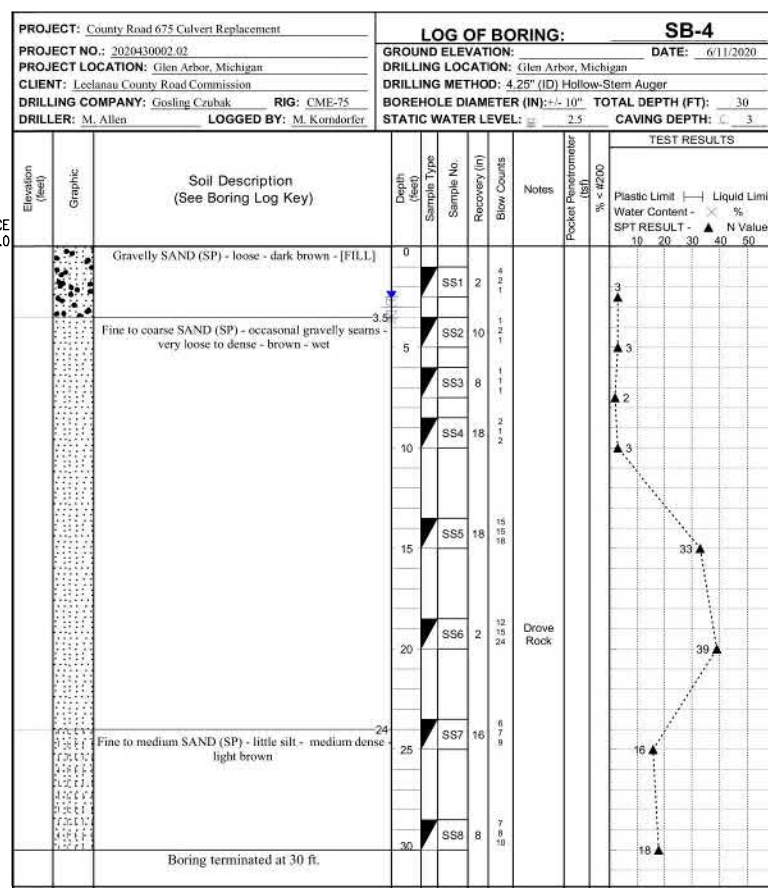 PROJECT: County Road 675 Culvert Replacement
PROJECT NO.: 2020430002.02
PROJECT LOCATION: Glen Arbor, Michigan
CLIENT: Leelanau County Road Commission
DRILLING COMPANY: Gosling Czubak RIG: CME-75
DRILLER: M. Allen LOGGED BY: M. Korndorfer
LOG OF BORING: SB-4
GROUND ELEVATION: DATE: 6/11/2020
DRILLING LOCATION: Glen Arbor, Michigan
DRILLING METHOD: 4.25" (ID) Hollow-Stem Auger
BOREHOLE DIAMETER (IN):+/- 10" TOTAL DEPTH (FT): 30
STATIC WATER LEVEL: 2.5 CAVING DEPTH: 3
Elevation
(feet)
Graphic
Soil Description
(See Boring Log Key)
Depth
(feet)
Sample Type
Sample No.
Recovery (in)
Blow Counts
Notes
Pocket Penetrometer
(tsf)
% < #200
TEST RESULTS
Plastic Limit Liquid Limi
Water Content - %
SPT RESULT - N Value
10 20 30 40 50
CE
.0
0
Gravelly SAND (SP) - loose - dark brown - [FILL]
SS1 2
4
2
1
3
3.5
Fine to coarse SAND (SP) - occasonal gravelly seams -
very loose to dense - brown - wet
SS2 10
1
2
1
3
5
SS3 8
1
1
1
2
SS4 18
2
1
2
3
10
SS5 18
15
15
18
33
15
SS6 2
12
15
24
Drove
Rock
39
20
24
Fine to medium SAND (SP) - little silt - medium dense -
light brown
SS7 16
6
7
9
16
25
SS8 8
7
8
10
18
30
Boring terminated at 30 ft.